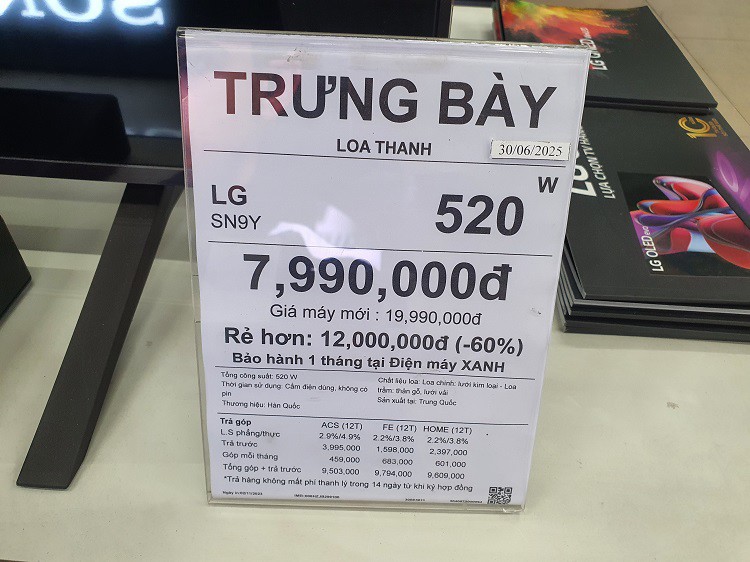 SONY
TRƯNG BÀY
LOA THANH
30/06/2025
LG
SN9Y
520 W
7,990,000đ
Giá máy mới : 19,990,000đ
Rẻ hơn: 12,000,000đ (-60%)
Bảo hành 1 tháng tại Điện máy XANH
Tổng công suất: 520 W
Thời gian sử dụng: Cắm điện dùng, không có
pin
Thương hiệu: Hàn Quốc
Chất liệu loa: Loa chính: lưới kim loại - Loa
trầm: thân gỗ, lưới vải
Sản xuất tại: Trung Quốc
Trả góp ACS (12T) FE (12T) HOME (12T)
L.S phẳng/thực 2.9%/4.9% 2.2%/3.8% 2.2%/3.8%
Trả trước 3,995,000 1,598,000 2,397,000
Góp mỗi tháng 459,000 683,000 601,000
Tổng góp + trả trước 9,503,000 9,794,000 9,609,000
*Trả hàng không mất phí thanh lý trong 14 ngày từ khi ký hợp đồng
LG OLED
LỰA CHỌN TV
LG OLED evo